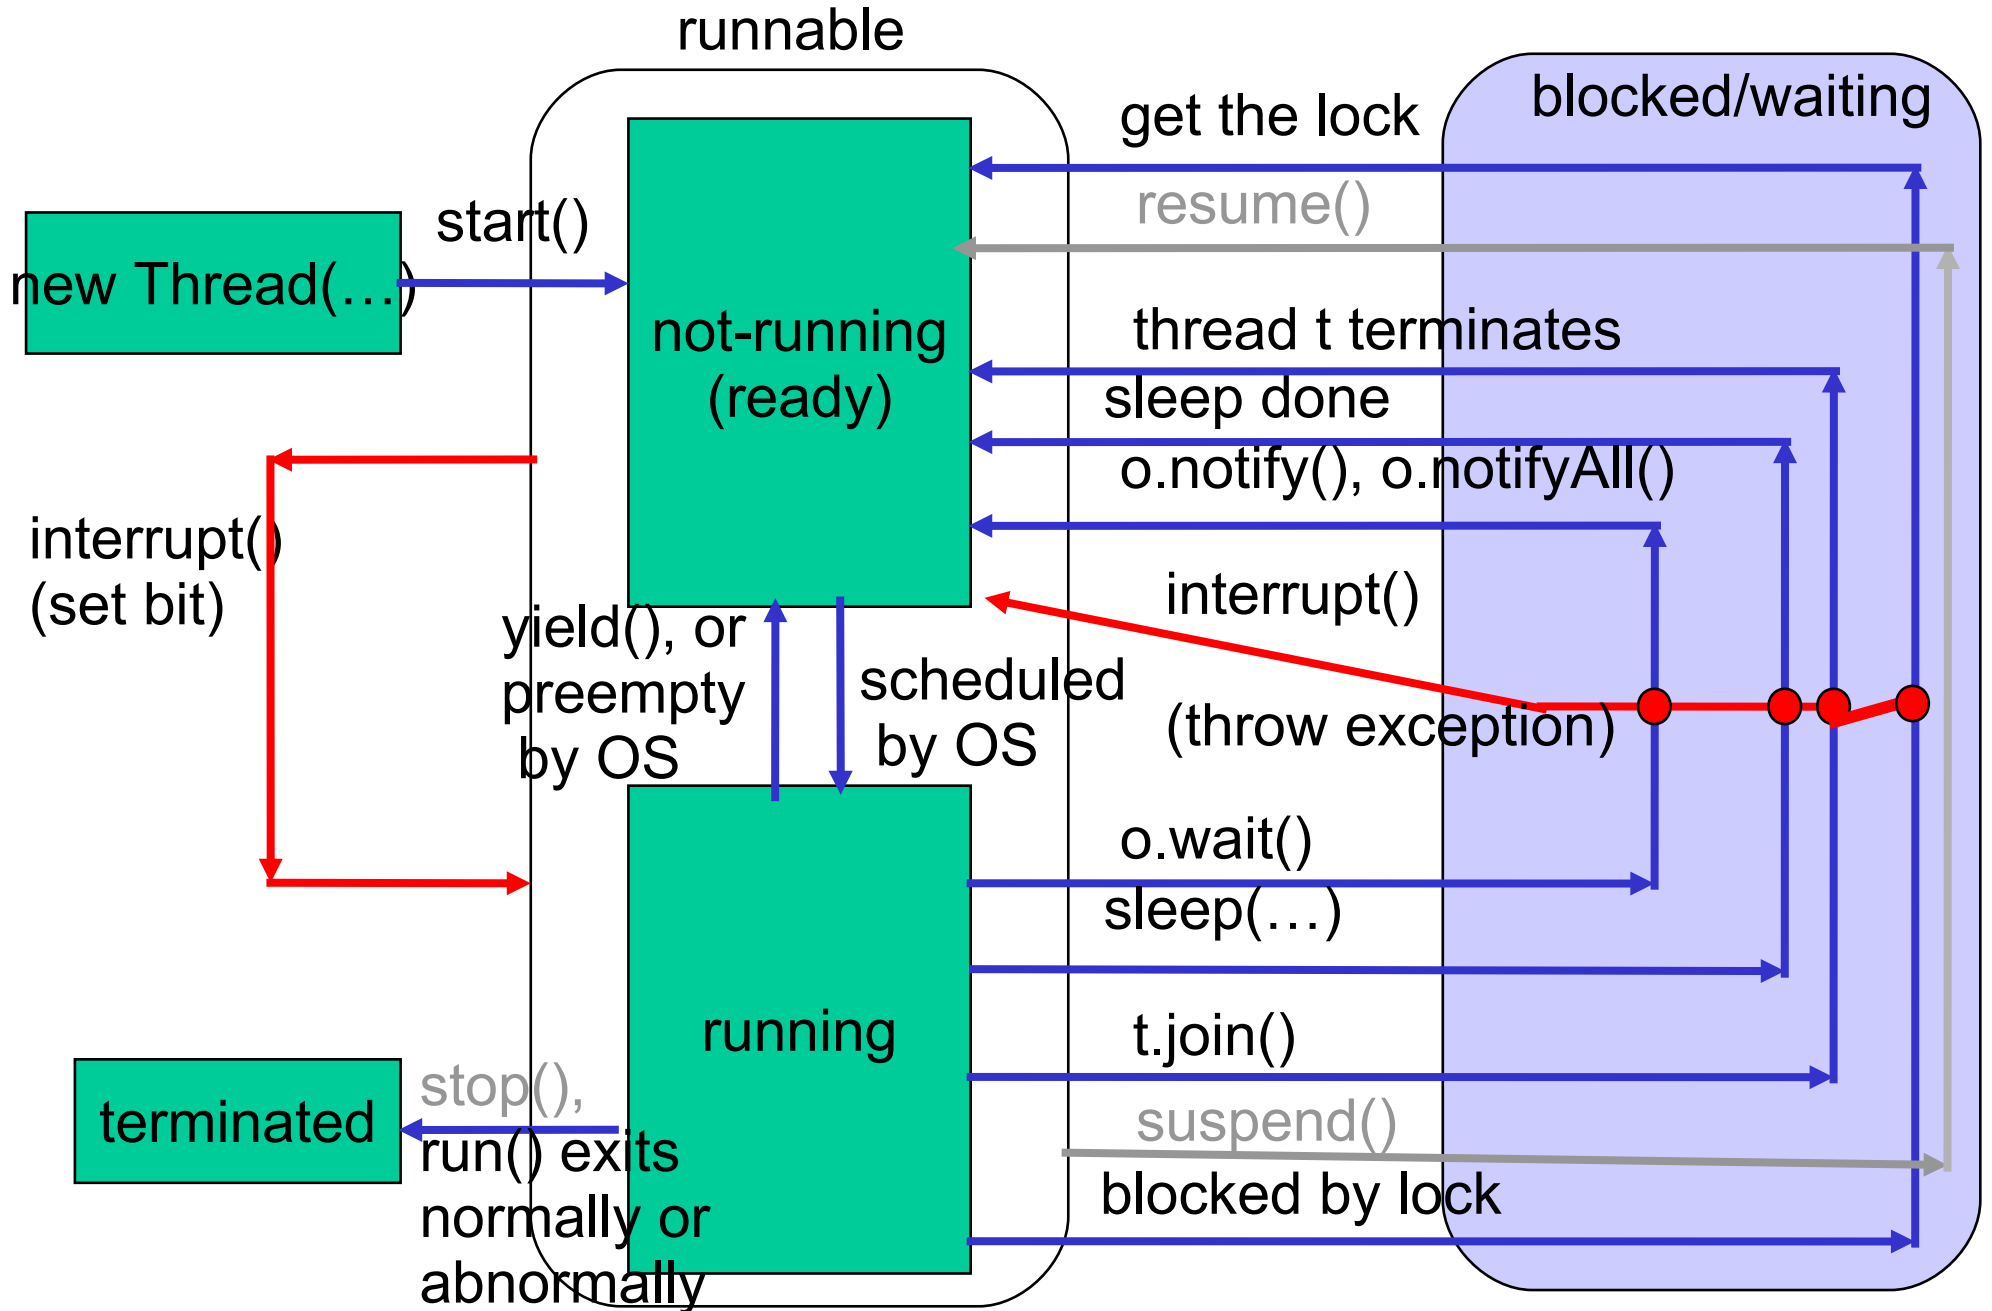 runnable
blocked/waiting
get the lock
resume()
start()
new Thread(…)
not-running
(ready)
thread t terminates
sleep done
o.notify(), o.notifyAll()
interrupt()
(set bit)
interrupt()
(throw exception)
yield(), or
preempty
by OS
scheduled
by OS
o.wait()
sleep(…)
running
t.join()
suspend()
blocked by lock
terminated
stop(),
run() exits
normally or
abnormally